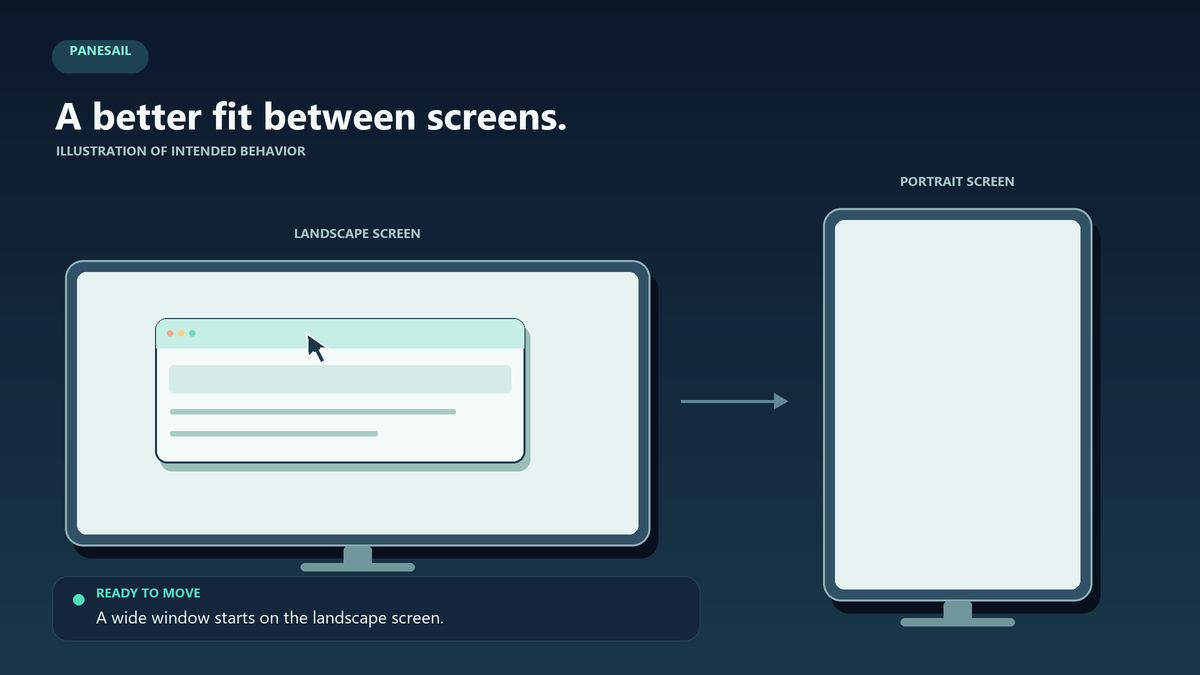 PANESAIL
A better fit between screens.
ILLUSTRATION OF INTENDED BEHAVIOR
PORTRAIT SCREEN
LANDSCAPE SCREEN
READY TO MOVE
A wide window starts on the landscape screen.